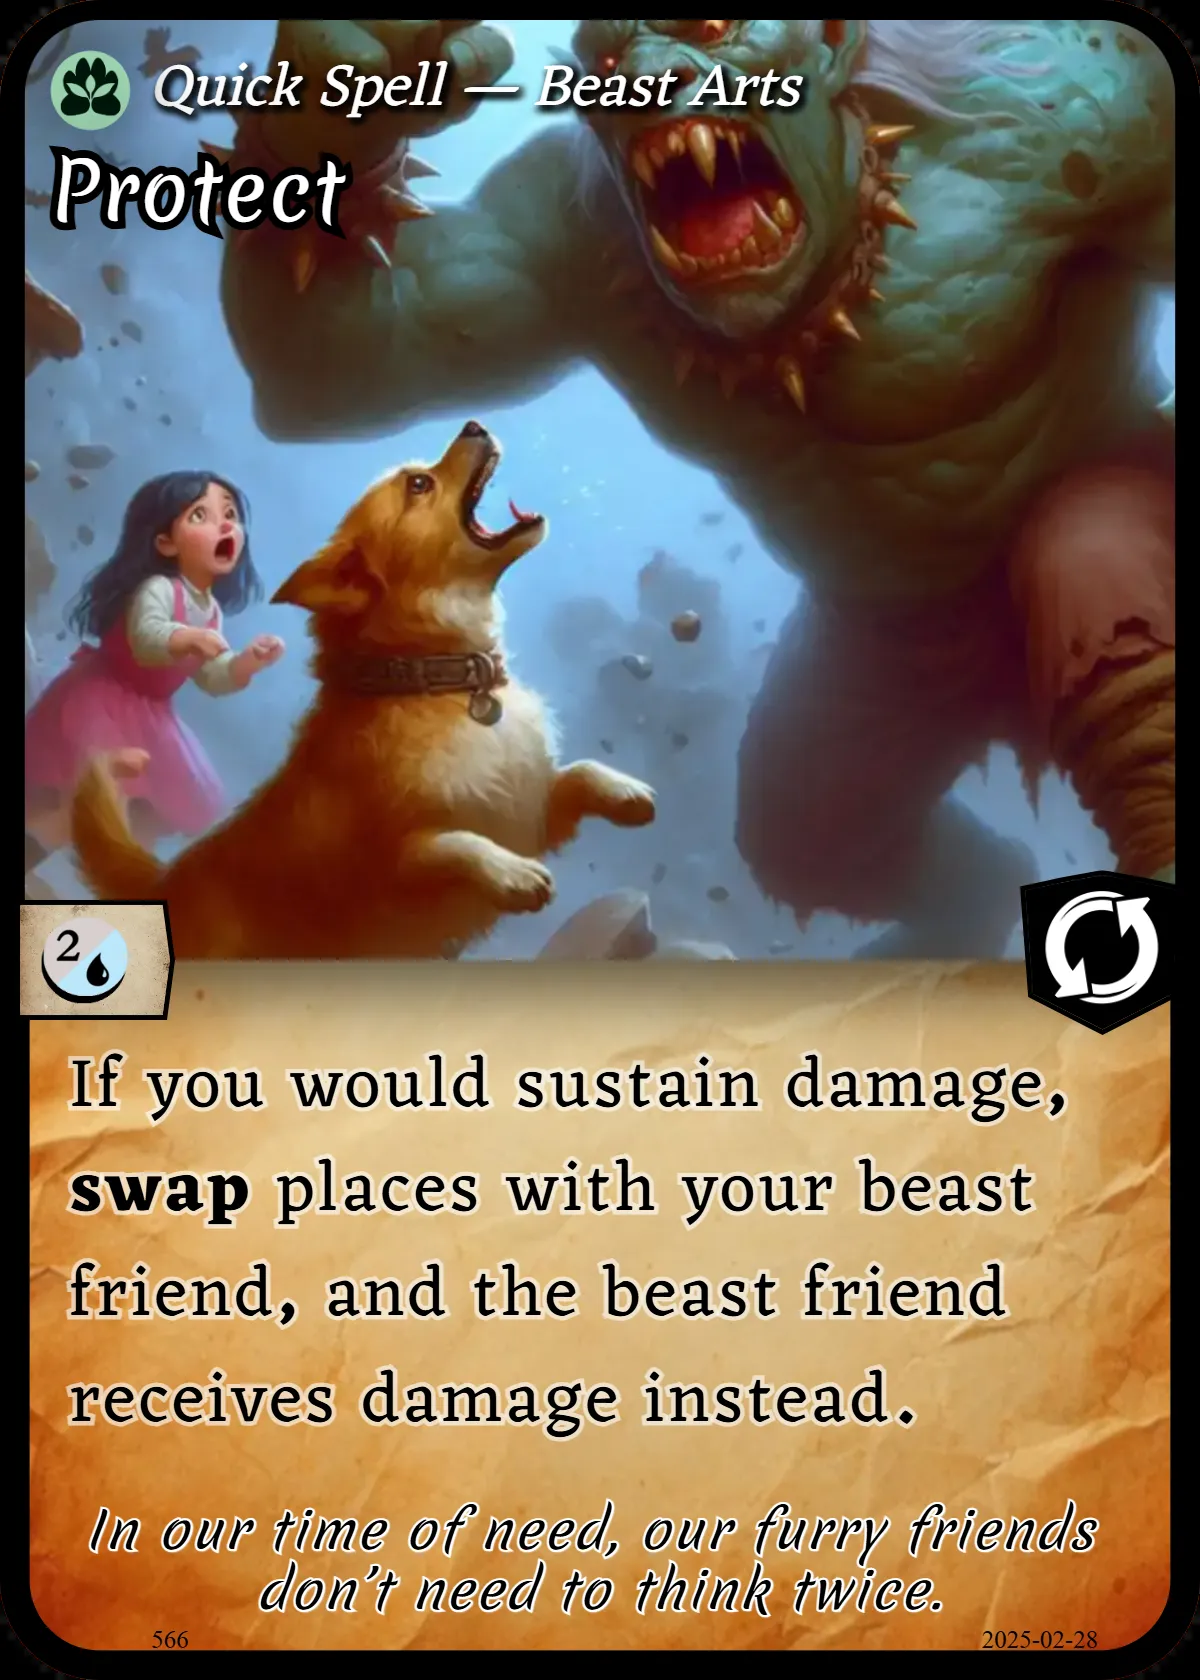 Quick Spell — Beast Arts
Protect
2
If you would sustain damage,
swap places with your beast
friend, and the beast friend
receives damage instead.
In our time of need, our furry friends
don't need to think twice.
566
2025-02-28